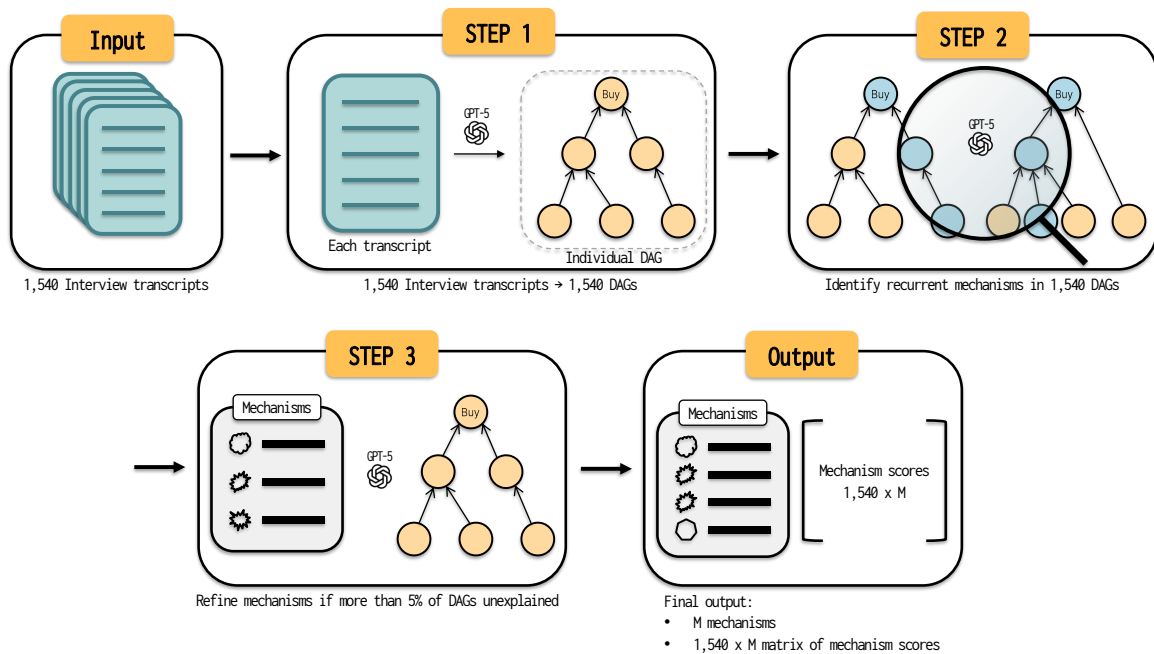 Input
1,540 Interview transcripts
STEP 1
GPT-5
Buy
Each transcript
Individual DAG
1,540 Interview transcripts → 1,540 DAGs
STEP 2
Buy
GPT-5
Buy
Identify recurrent mechanisms in 1,540 DAGs
STEP 3
Mechanisms
GPT-5
Buy
Refine mechanisms if more than 5% of DAGs unexplained
Output
Mechanisms
Mechanism scores
1,540 x M
Final output:
• M mechanisms
• 1,540 x M matrix of mechanism scores